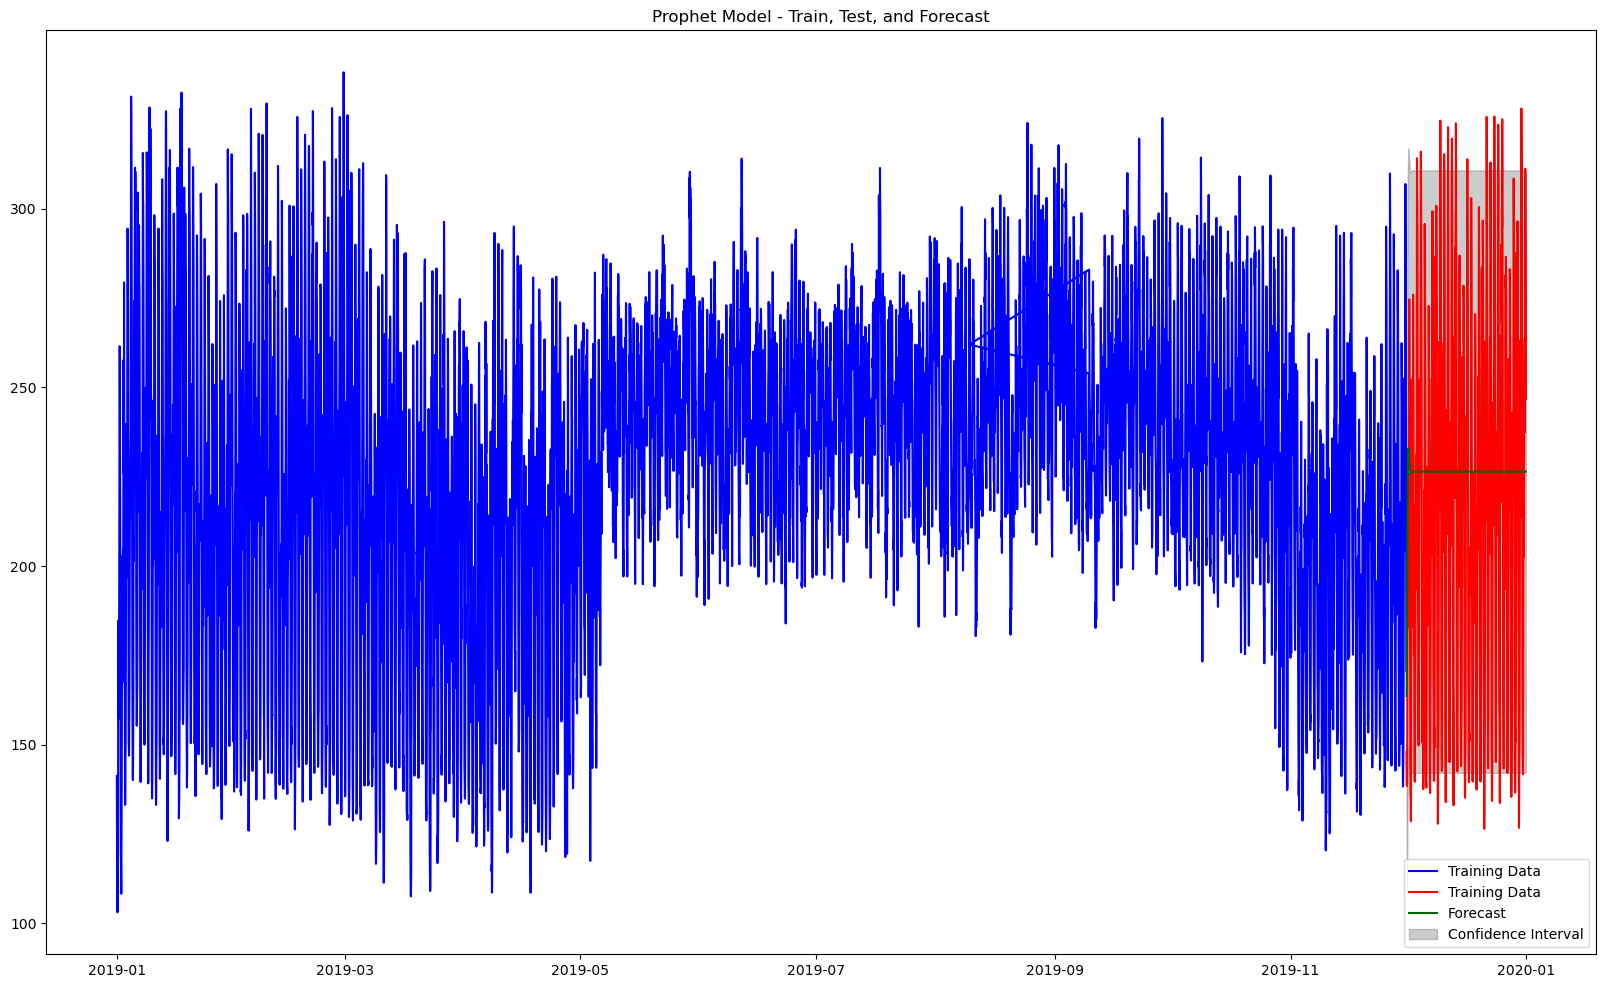 Prophet Model - Train, Test, and Forecast
300
250
200
150
100
2019-01
2019-03
2019-05
2019-07
2019-09
2019-11
2020-01
Training Data
Training Data
Forecast
Confidence Interval